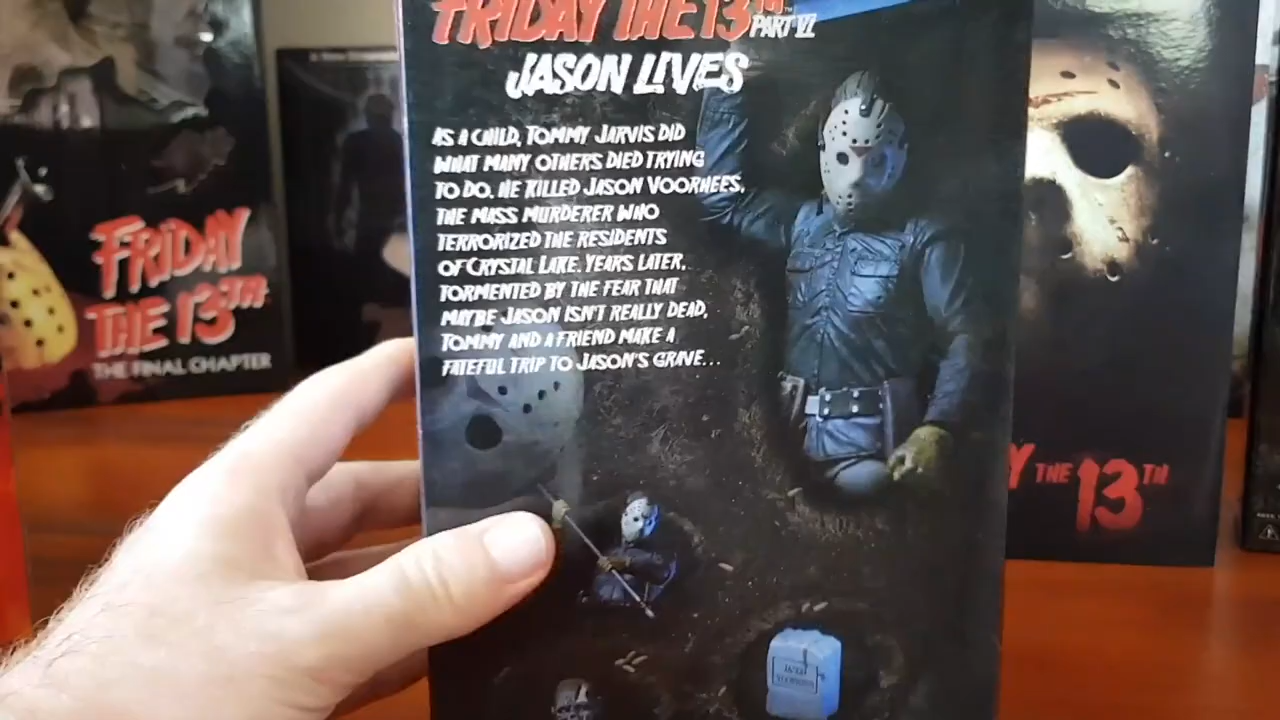 FRIDAY THE 13TH PART VI
JASON LIVES
AS A CHILD, TOMMY JARVIS DID
WHAT MANY OTHERS DIED TRYING
TO DO. HE KILLED JASON VOORHEES,
THE MASS MURDERER WHO
TERRORIZED THE RESIDENTS
OF CRYSTAL LAKE. YEARS LATER,
TORMENTED BY THE FEAR THAT
MAYBE JASON ISN'T REALLY DEAD,
TOMMY AND A FRIEND MAKE A
FATEFUL TRIP TO JASON'S GRAVE...
JASON
VOORHEES
FRIDAY
THE 13TH
THE FINAL CHAPTER
Y THE 13TH